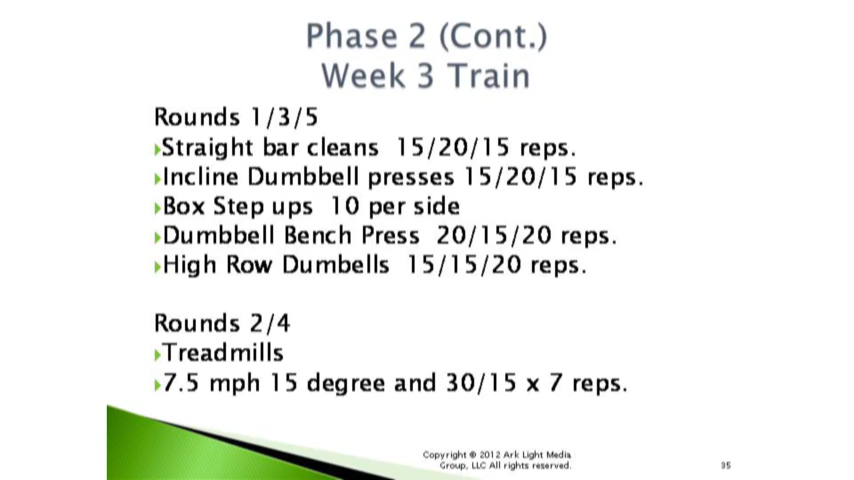 Phase 2 (Cont.)
Week 3 Train
Rounds 1/3/5
Straight bar cleans 15/20/15 reps.
Incline Dumbbell presses 15/20/15 reps.
Box Step ups 10 per side
Dumbbell Bench Press 20/15/20 reps.
High Row Dumbells 15/15/20 reps.
Rounds 2/4
Treadmills
7.5 mph 15 degree and 30/15 x 7 reps.
Copyright © 2012 Ark Light Media
Group, LLC All rights reserved.
35